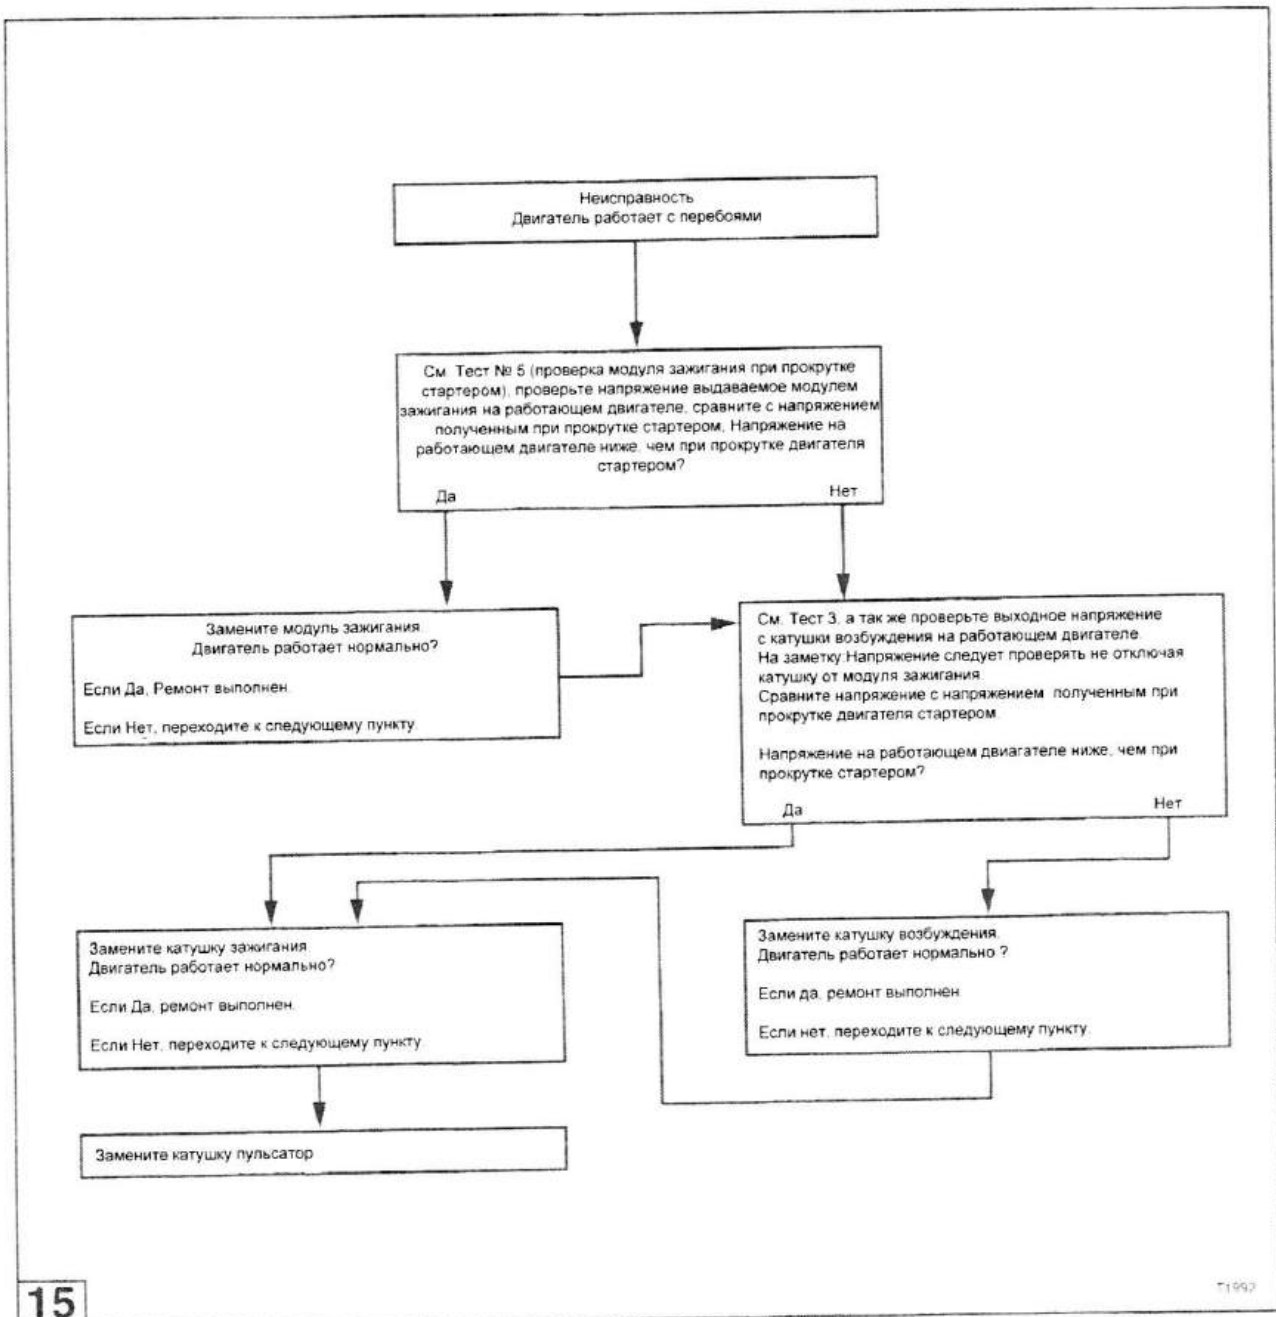 Неисправность
Двигатель работает с перебоями
См. Тест № 5 (проверка модуля зажигания при прокрутке
стартером), проверьте напряжение выдаваемое модулем
зажигания на работающем двигателе, сравните с напряжением
полученным при прокрутке стартером, Напряжение на
работающем двигателе ниже, чем при прокрутке двигателя
стартером?
Да
Нет
Замените модуль зажигания.
Двигатель работает нормально?
Если Да, Ремонт выполнен.
Если Нет, переходите к следующему пункту.
См. Тест 3, а так же проверьте выходное напряжение
с катушки возбуждения на работающем двигателе.
На заметку:Напряжение следует проверять не отключая
катушку от модуля зажигания.
Сравните напряжение с напряжением полученным при
прокрутке двигателя стартером.
Напряжение на работающем двиагателе ниже, чем при
прокрутке стартером?
Да
Нет
Замените катушку зажигания.
Двигатель работает нормально?
Если Да, ремонт выполнен.
Если Нет, переходите к следующему пункту
Замените катушку возбуждения.
Двигатель работает нормально ?
Если да, ремонт выполнен.
Если нет, переходите к следующему пункту.
Замените катушку пульсатор
15
T1992